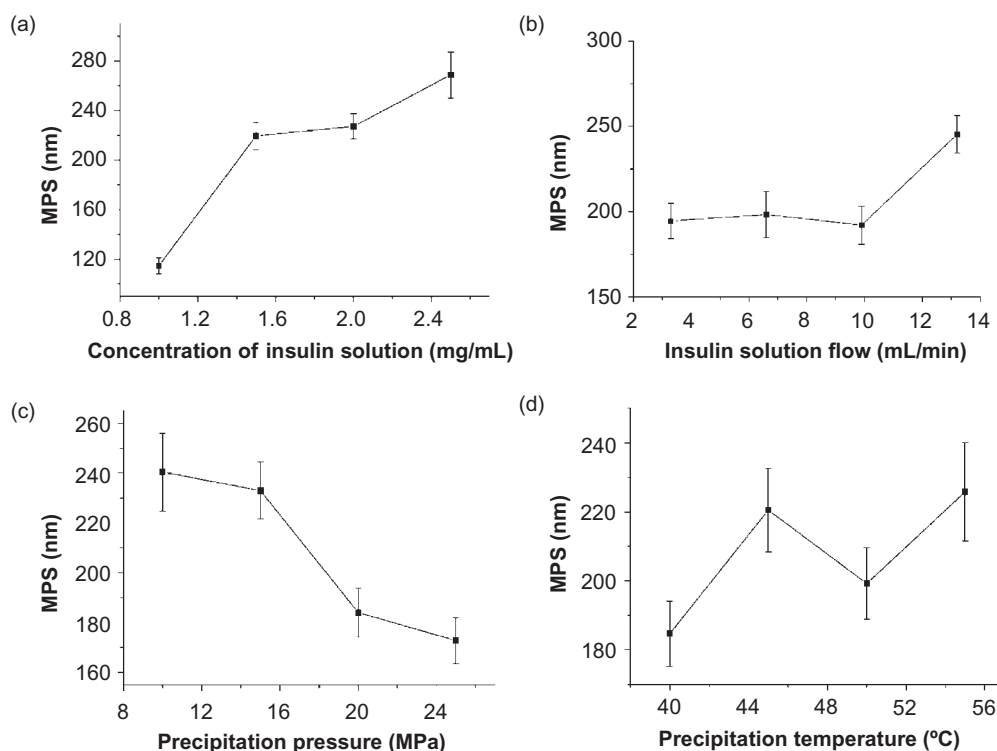 (a)
280
240
200
160
120
MPS (nm)
0.8 1.2 1.6 2.0 2.4
Concentration of insulin solution (mg/mL)
(b)
300
250
200
150
MPS (nm)
2 4 6 8 10 12 14
Insulin solution flow (mL/min)
(c)
260
240
220
200
180
160
MPS (nm)
8 12 16 20 24
Precipitation pressure (MPa)
(d)
240
220
200
180
MPS (nm)
40 44 48 52 56
Precipitation temperature (ºC)